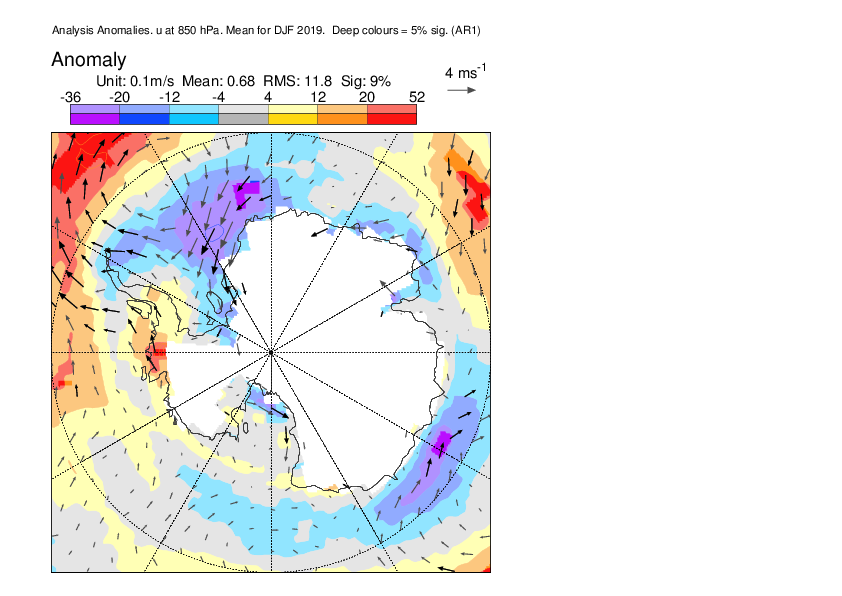 Analysis Anomalies. u at 850 hPa. Mean for DJF 2019. Deep colours = 5% sig. (AR1)
Anomaly
4 ms-1
Unit: 0.1m/s Mean: 0.68 RMS: 11.8 Sig: 9%
-36 -20 -12 -4 4 12 20 52